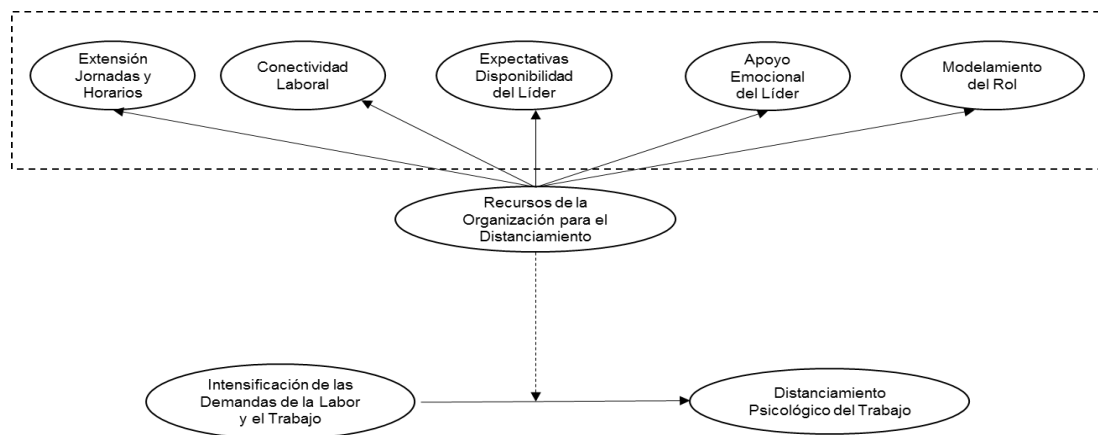 Extensión
Jornadas y
Horarios
Conectividad
Laboral
Expectativas
Disponibilidad
del Líder
Apoyo
Emocional
del Líder
Modelamiento
del Rol
Recursos de la
Organización para el
Distanciamiento
Intensificación de las
Demandas de la Labor
y el Trabajo
Distanciamiento
Psicológico del Trabajo